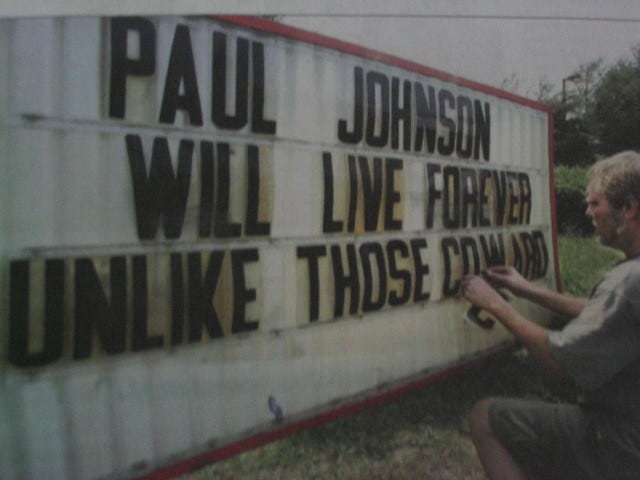 PAUL JOHNSON
WILL LIVE FOREVER
UNLIKE THOSE COWARD